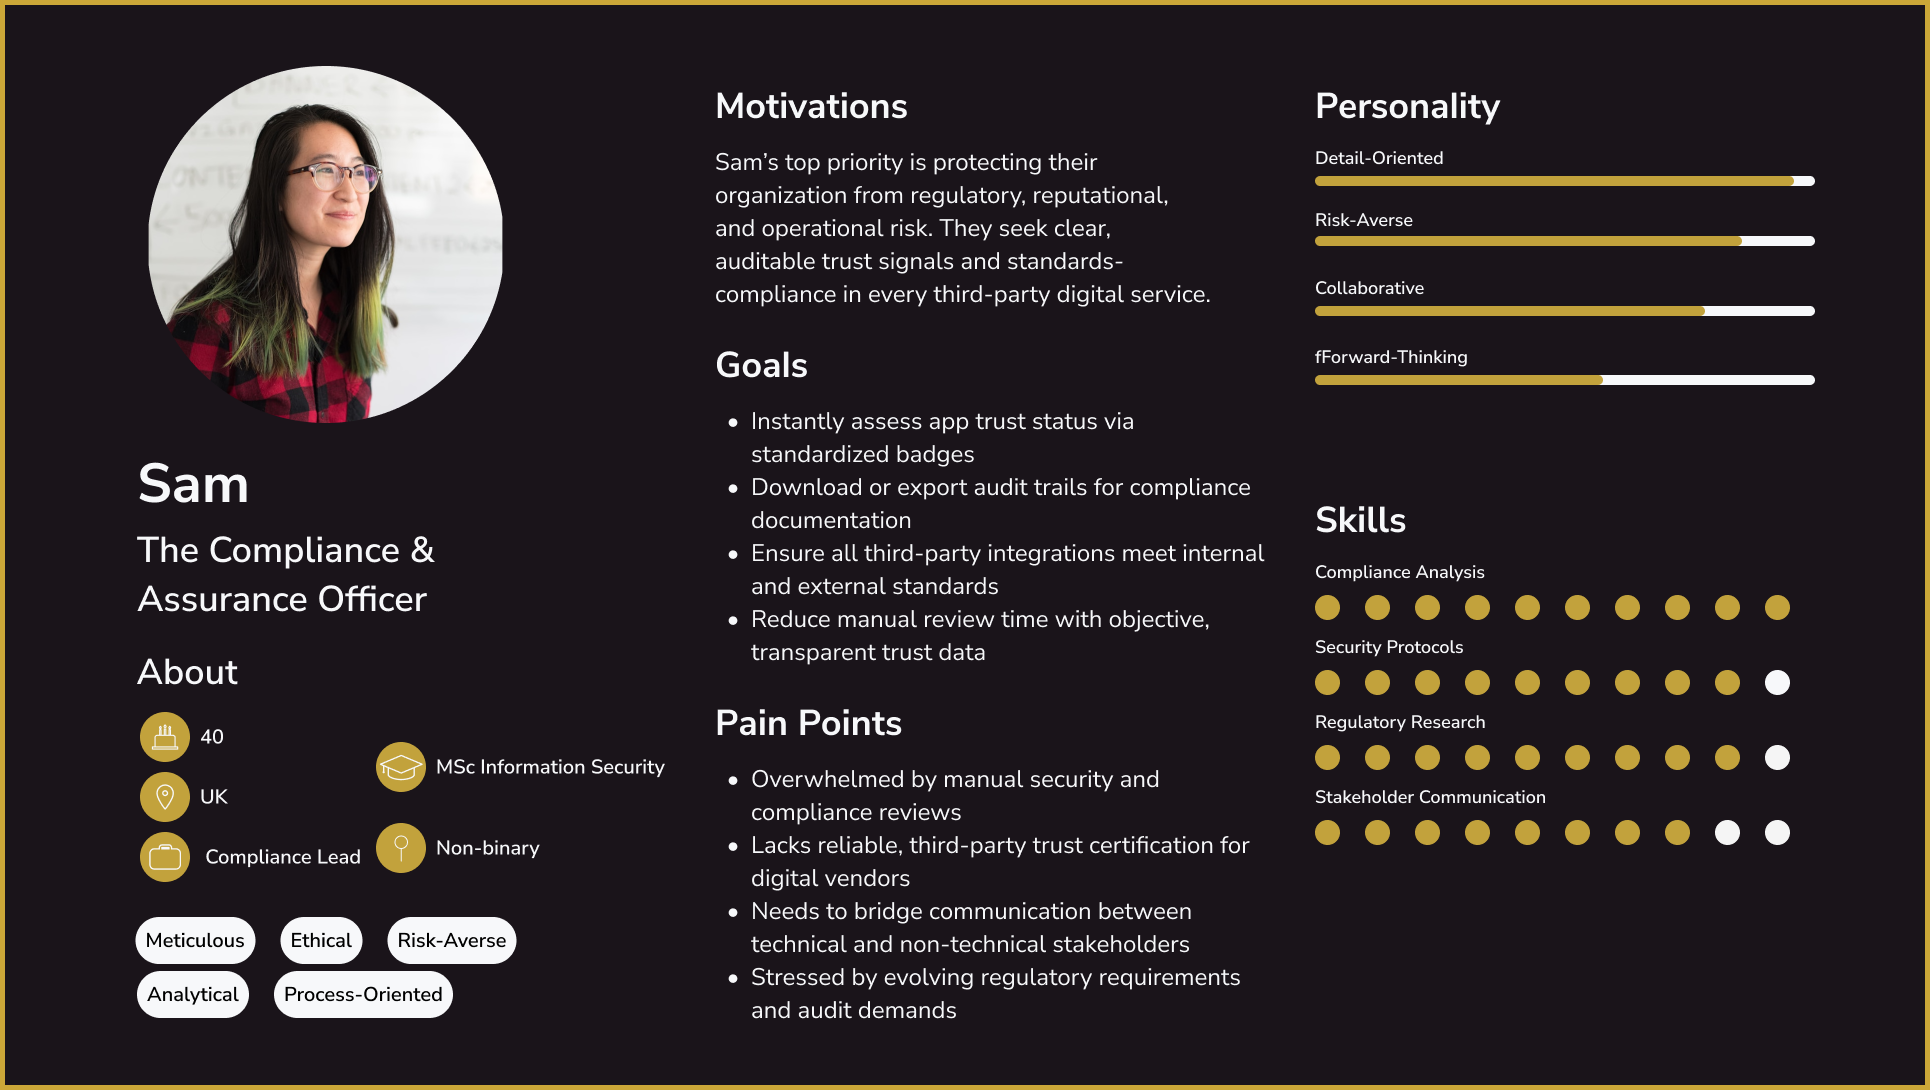 Sam
The Compliance &
Assurance Officer
About
40
UK
Compliance Lead
MSc Information Security
Non-binary
Meticulous
Ethical
Risk-Averse
Analytical
Process-Oriented
Motivations
Sam’s top priority is protecting their
organization from regulatory, reputational,
and operational risk. They seek clear,
auditable trust signals and standards-
compliance in every third-party digital service.
Goals
• Instantly assess app trust status via
standardized badges
• Download or export audit trails for compliance
documentation
• Ensure all third-party integrations meet internal
and external standards
• Reduce manual review time with objective,
transparent trust data
Pain Points
• Overwhelmed by manual security and
compliance reviews
• Lacks reliable, third-party trust certification for
digital vendors
• Needs to bridge communication between
technical and non-technical stakeholders
• Stressed by evolving regulatory requirements
and audit demands
Personality
Detail-Oriented
Risk-Averse
Collaborative
fForward-Thinking
Skills
Compliance Analysis
Security Protocols
Regulatory Research
Stakeholder Communication